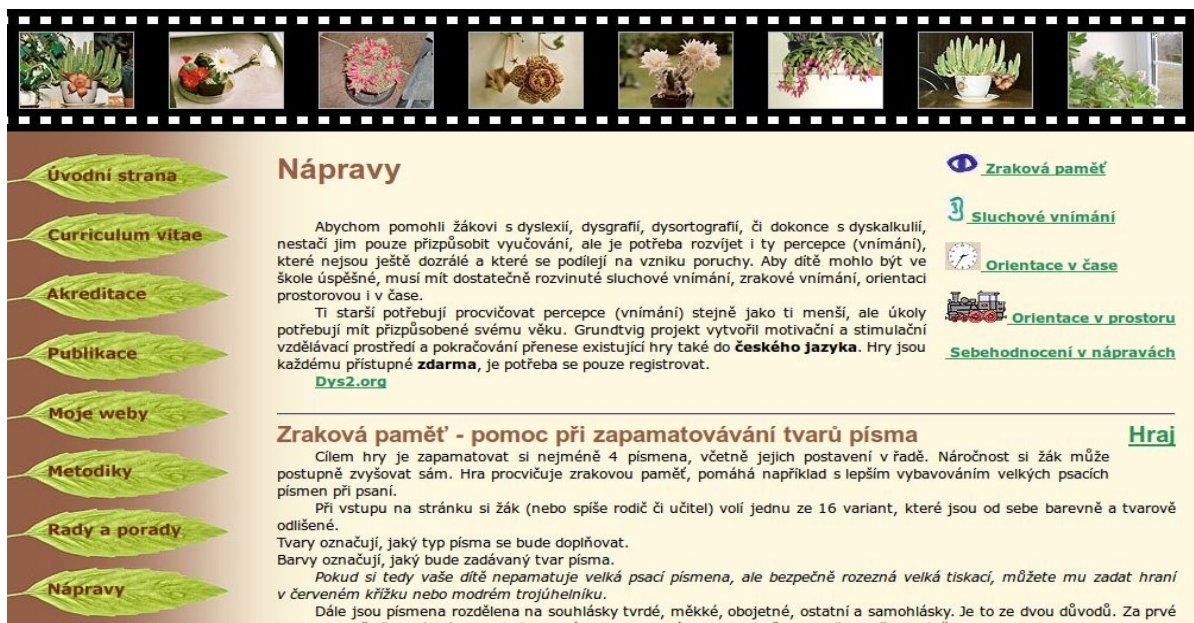 Úvodní strana
Curriculum vitae
Akreditace
Publikace
Moje weby
Metodiky
Rady a porady
Nápravy
Nápravy
Abychom pomohli žákovi s dyslexií, dysgrafií, dysortografií, či dokonce s dyskalkulií,
nestačí jim pouze přizpůsobit vyučování, ale je potřeba rozvíjet i ty percepce (vnímání),
které nejsou ještě dozrálé a které se podílejí na vzniku poruchy. Aby dítě mohlo být ve
škole úspěšné, musí mít dostatečně rozvinuté sluchové vnímání, zrakové vnímání, orientaci
prostorovou i v čase.
Ti starší potřebují procvičovat percepce (vnímání) stejně jako ti menší, ale úkoly
potřebují mít přizpůsobené svému věku. Grundtvig projekt vytvořil motivační a stimulační
vzdělávací prostředí a pokračování přenese existující hry také do českého jazyka. Hry jsou
každému přístupné zdarma, je potřeba se pouze registrovat.
Dys2.org
Zraková paměť
Sluchové vnímání
Orientace v čase
Orientace v prostoru
Sebehodnocení v nápravách
Zraková paměť - pomoc při zapamatovávání tvarů písma
Hraj
Cílem hry je zapamatovat si nejméně 4 písmena, včetně jejich postavení v řadě. Náročnost si žák může
postupně zvyšovat sám. Hra procvičuje zrakovou paměť, pomáhá například s lepším vybavováním velkých psacích
písmen při psaní.
Při vstupu na stránku si žák (nebo spíše rodič či učitel) volí jednu ze 16 variant, které jsou od sebe barevně a tvarově
odlišené.
Tvary označují, jaký typ písma se bude doplňovat.
Barvy označují, jaký bude zadávaný tvar písma.
Pokud si tedy vaše dítě nepamatuje velká psací písmena, ale bezpečně rozezná velká tiskací, můžete mu zadat hraní
v červeném křížku nebo modrém trojúhelníku.
Dále jsou písmena rozdělena na souhlásky tvrdé, měkké, obojetné, ostatní a samohlásky. Je to ze dvou důvodů. Za prvé